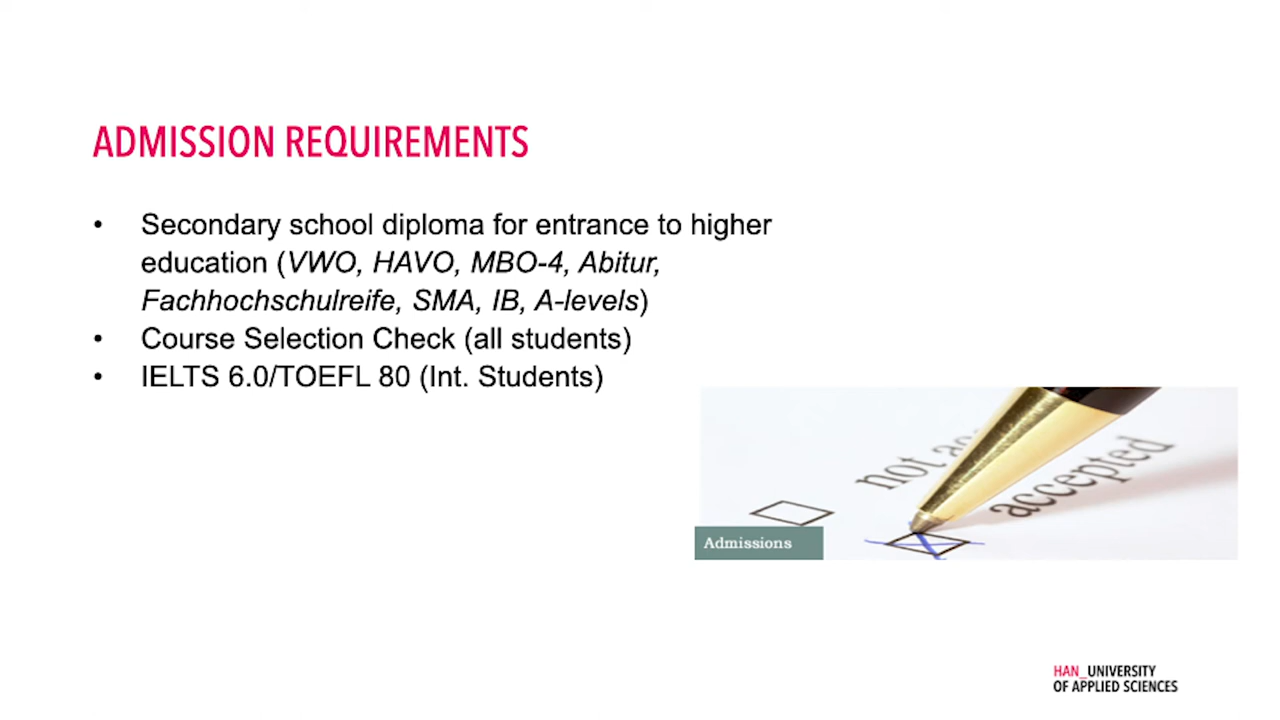 ADMISSION REQUIREMENTS
• Secondary school diploma for entrance to higher
education (VWO, HAVO, MBO-4, Abitur,
Fachhochschulreife, SMA, IB, A-levels)
• Course Selection Check (all students)
• IELTS 6.0/TOEFL 80 (Int. Students)
not
accepted
Admissions
HAN_UNIVERSITY
OF APPLIED SCIENCES